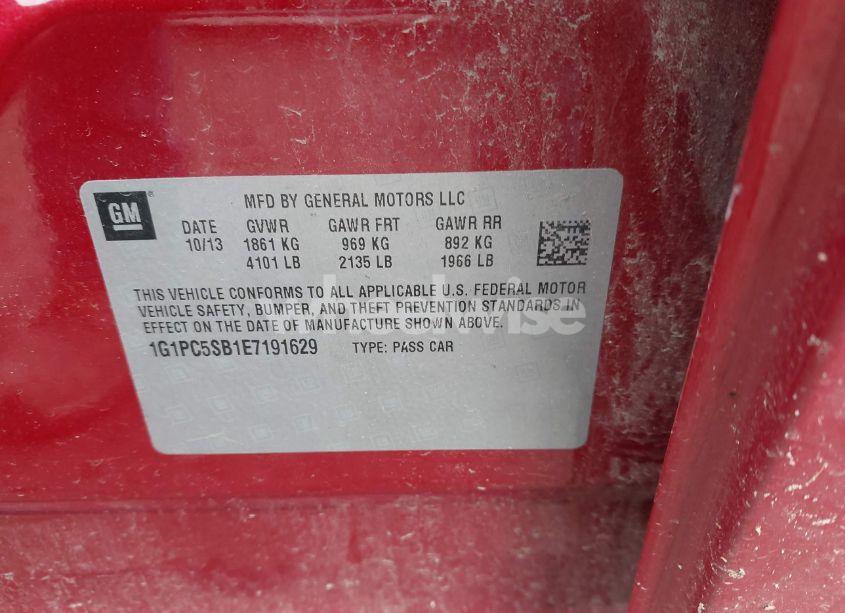 GM
MFD BY GENERAL MOTORS LLC
DATE GVWR GAWR FRT GAWR RR
10/13 1861 KG 969 KG 892 KG
4101 LB 2135 LB 1966 LB
THIS VEHICLE CONFORMS TO ALL APPLICABLE U.S. FEDERAL MOTOR
VEHICLE SAFETY, BUMPER, AND THEFT PREVENTION STANDARDS IN
EFFECT ON THE DATE OF MANUFACTURE SHOWN ABOVE.
1G1PC5SB1E7191629 TYPE: PASS CAR